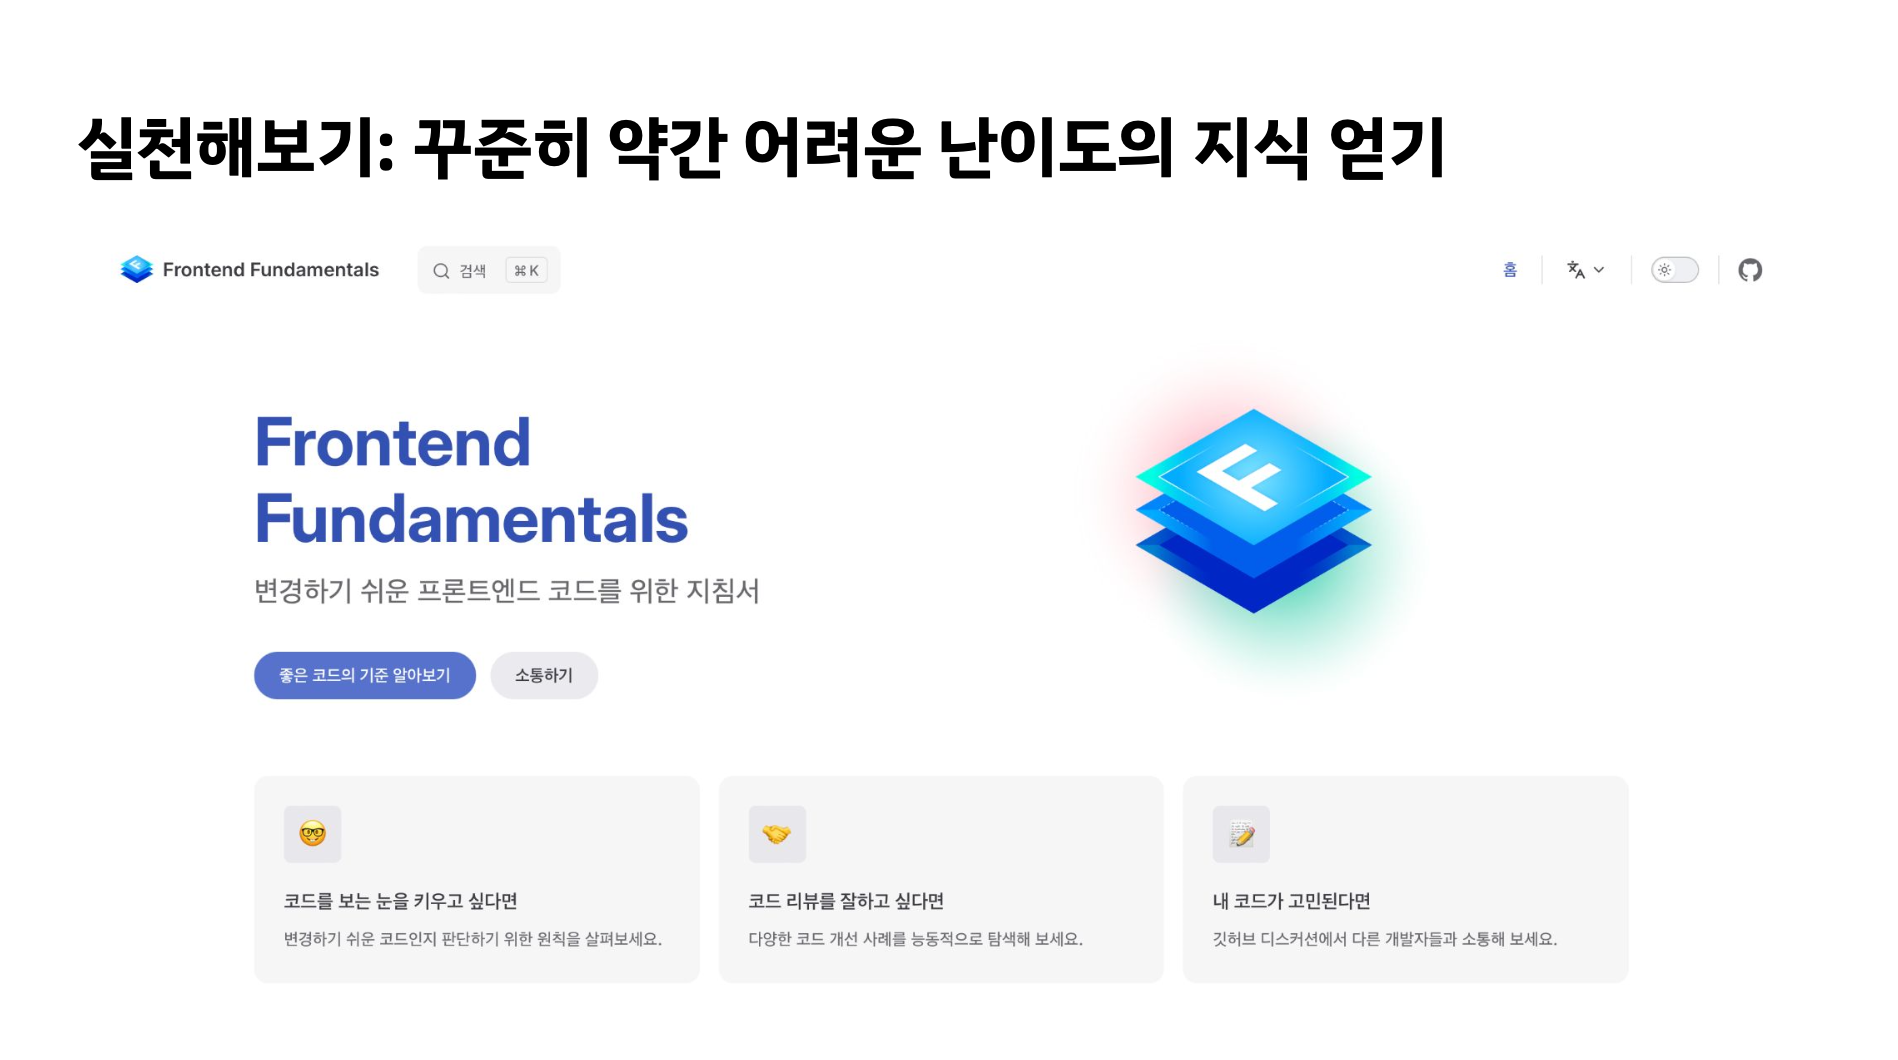 실천해보기: 꾸준히 약간 어려운 난이도의 지식 얻기
Frontend Fundamentals
검색
⌘K
홈
Frontend
Fundamentals
변경하기 쉬운 프론트엔드 코드를 위한 지침서
좋은 코드의 기준 알아보기
소통하기
코드를 보는 눈을 키우고 싶다면
변경하기 쉬운 코드인지 판단하기 위한 원칙을 살펴보세요.
코드 리뷰를 잘하고 싶다면
다양한 코드 개선 사례를 능동적으로 탐색해 보세요.
내 코드가 고민된다면
깃허브 디스커션에서 다른 개발자들과 소통해 보세요.